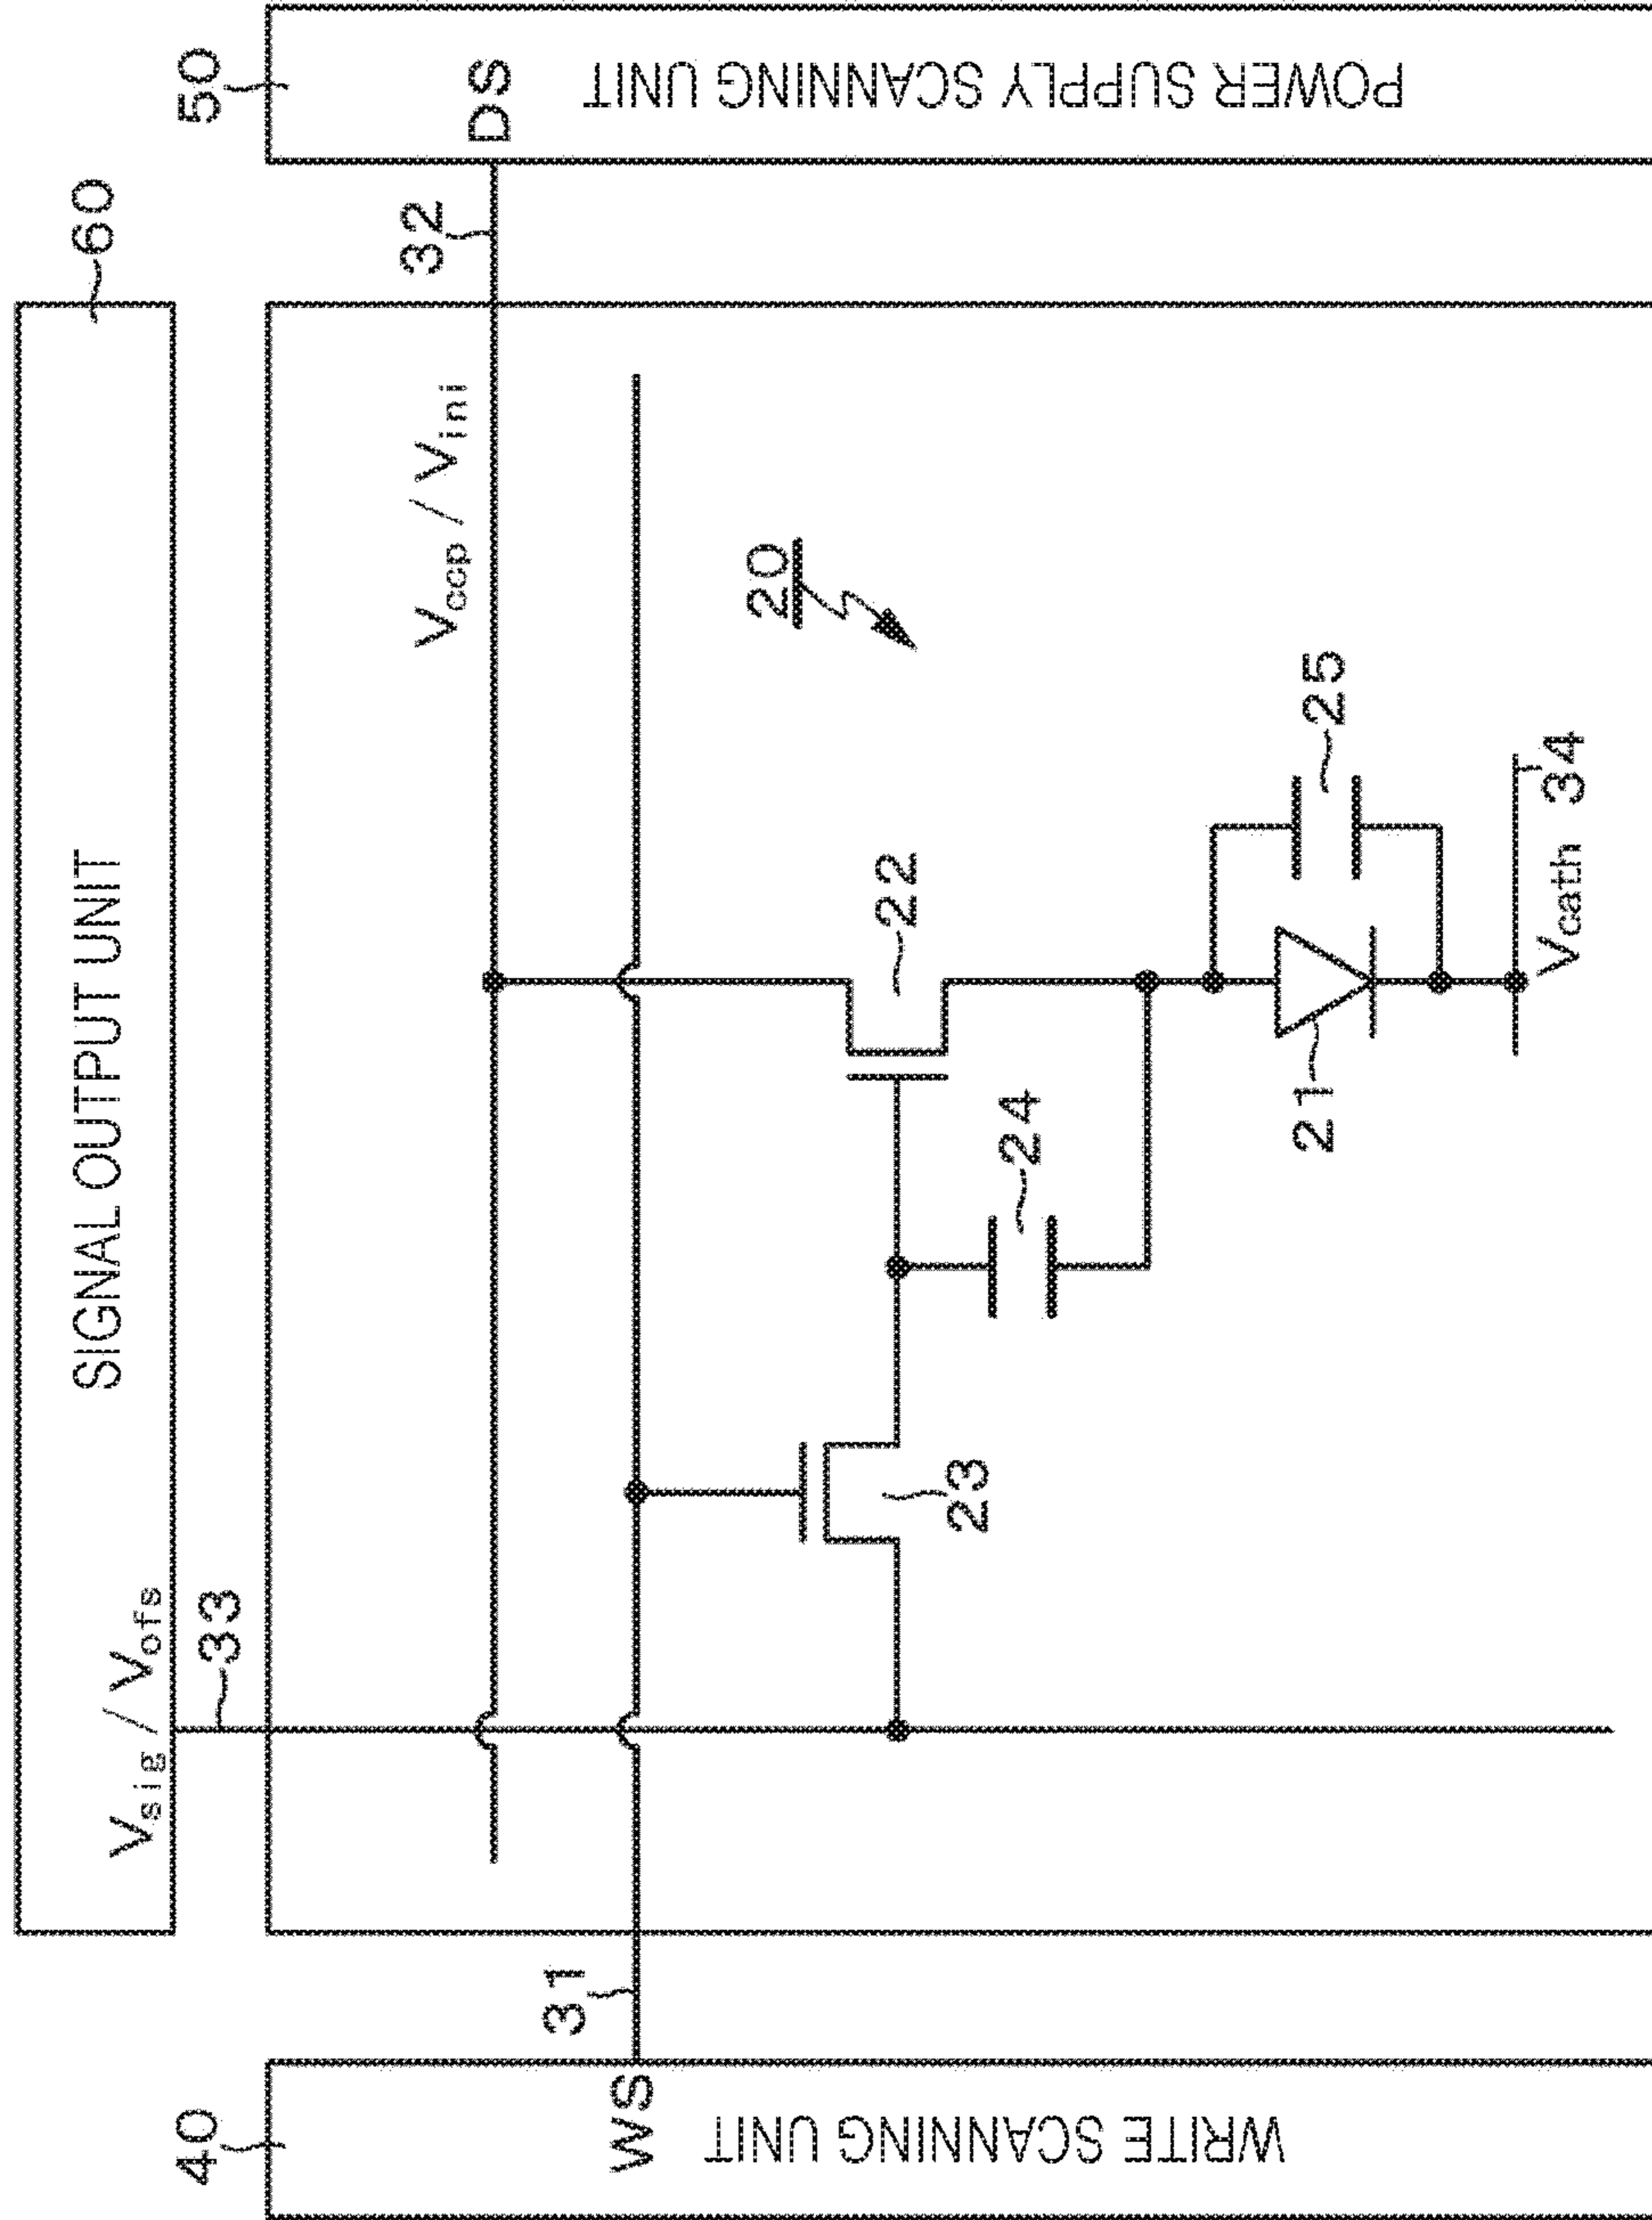 60
SIGNAL OUTPUT UNIT
Vsig / Vofs
33
40
50
WS
31
WRITE SCANNING UNIT
32
DS
POWER SUPPLY SCANNING UNIT
Vccp / Vini
20
22
23
24
25
21
Vcath
34